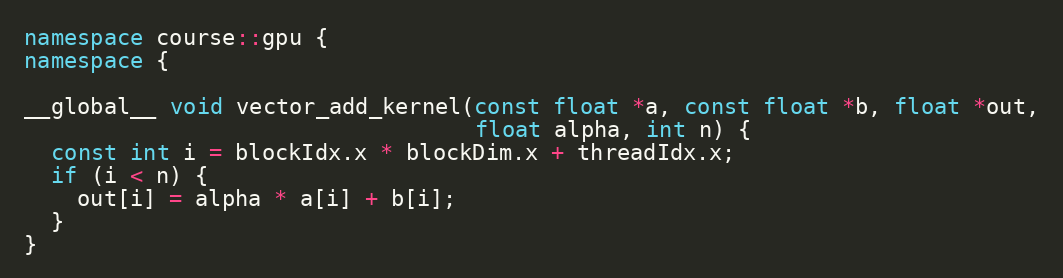 namespace course::gpu {
namespace {

__global__ void vector_add_kernel(const float *a, const float *b, float *out,
                                  float alpha, int n) {
  const int i = blockIdx.x * blockDim.x + threadIdx.x;
  if (i < n) {
    out[i] = alpha * a[i] + b[i];
  }
}